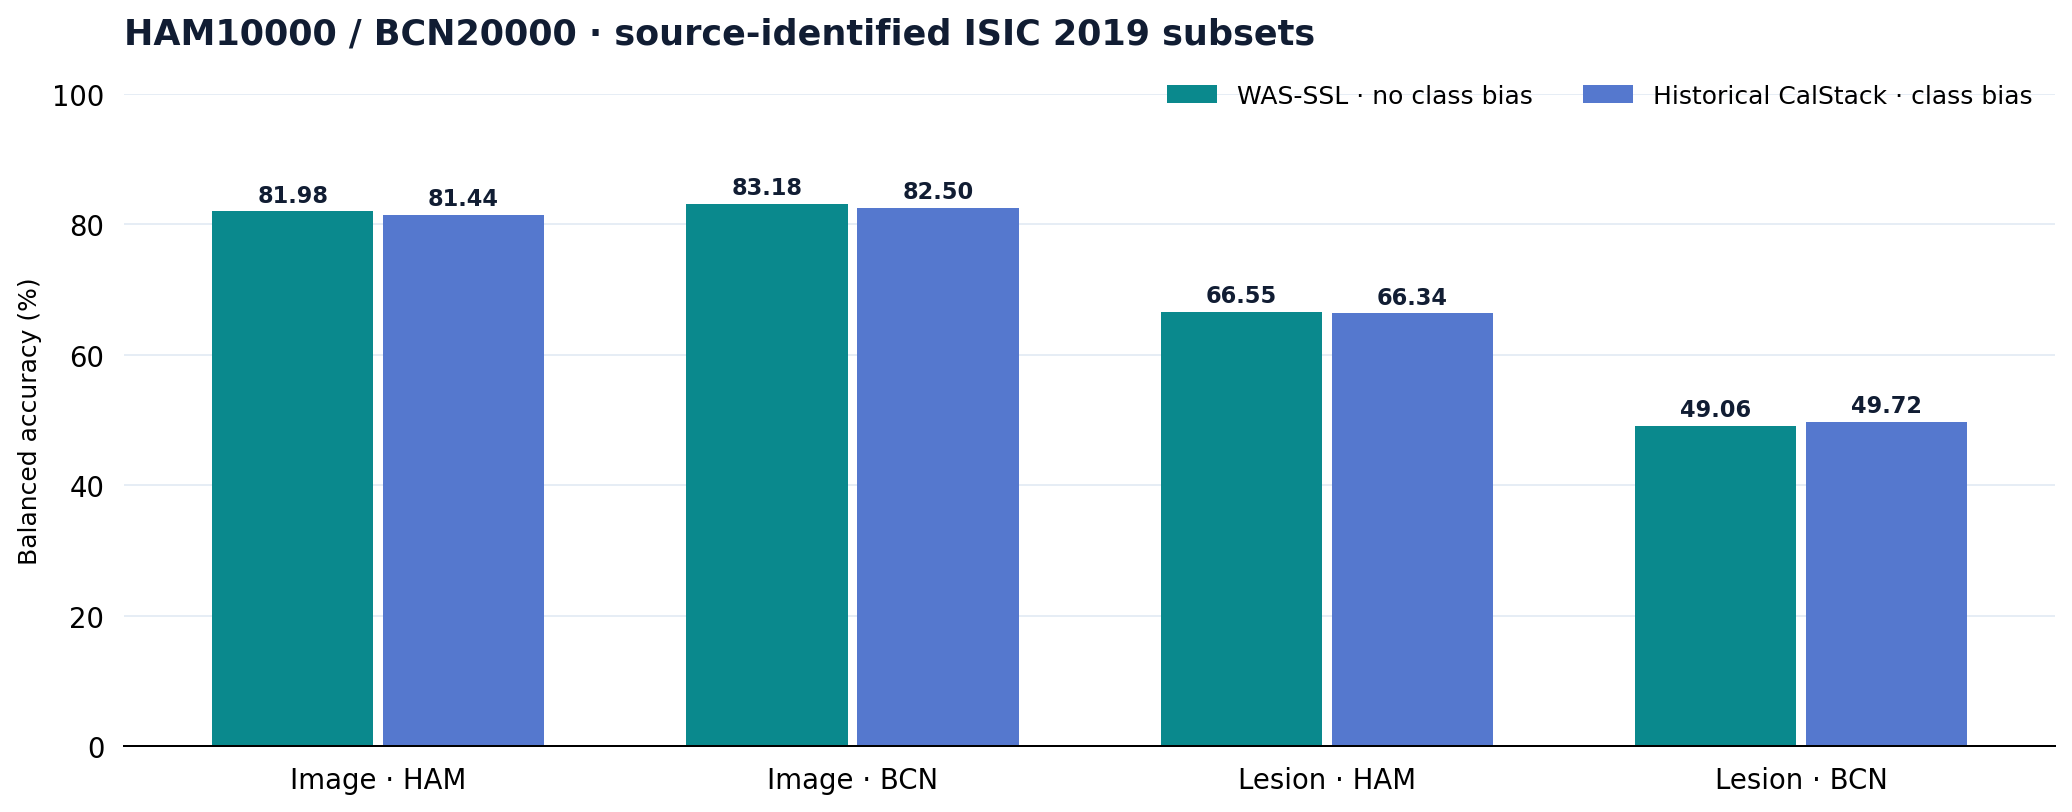 HAM10000 / BCN20000 · source-identified ISIC 2019 subsets
WAS-SSL · no class bias
Historical CalStack · class bias
Balanced accuracy (%)
100
80
60
40
20
0
81.98
81.44
83.18
82.50
66.55
66.34
49.06
49.72
Image · HAM
Image · BCN
Lesion · HAM
Lesion · BCN